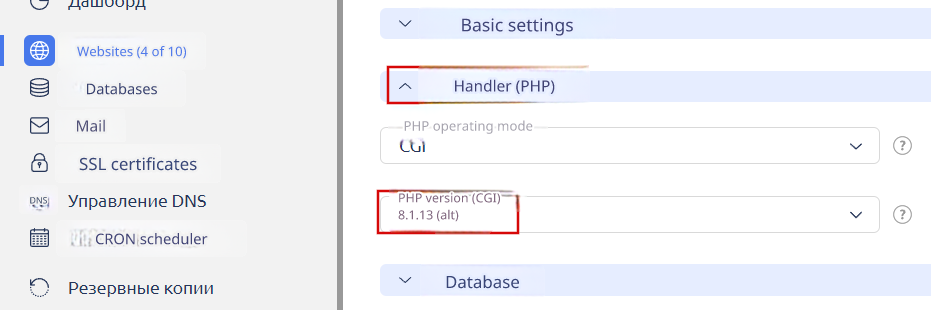 Дашборд
Websites (4 of 10)
Databases
Mail
SSL certificates
DNS Управление DNS
CRON scheduler
Резервные копии
Basic settings
Handler (PHP)
PHP operating mode
CGI
PHP version (CGI)
8.1.13 (alt)
Database